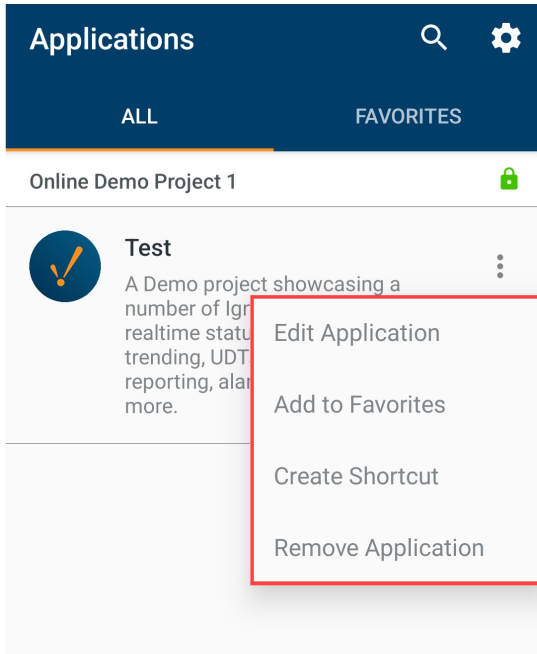 Applications
ALL
FAVORITES
Online Demo Project 1
Test
A Demo project showcasing a
number of Ign
realtime statu
trending, UDT
reporting, alar
more.
Edit Application
Add to Favorites
Create Shortcut
Remove Application